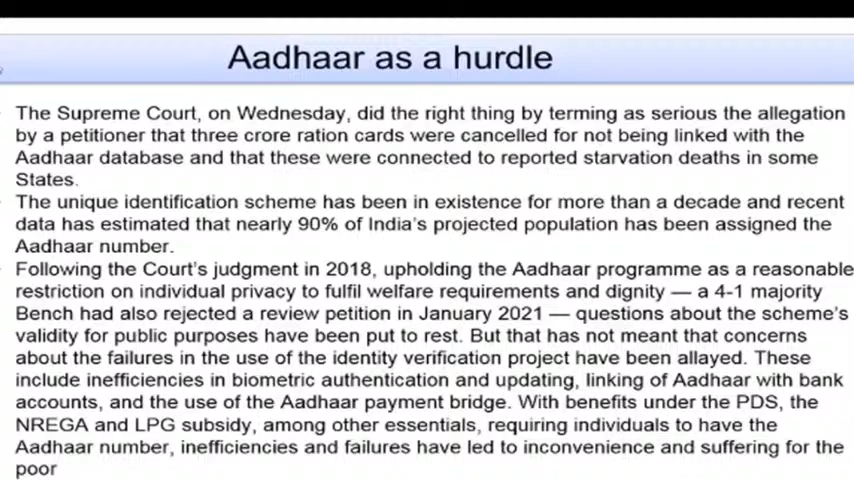 Aadhaar as a hurdle
The Supreme Court, on Wednesday, did the right thing by terming as serious the allegation
by a petitioner that three crore ration cards were cancelled for not being linked with the
Aadhaar database and that these were connected to reported starvation deaths in some
States.
The unique identification scheme has been in existence for more than a decade and recent
data has estimated that nearly 90% of India's projected population has been assigned the
Aadhaar number.
Following the Court's judgment in 2018, upholding the Aadhaar programme as a reasonable
restriction on individual privacy to fulfil welfare requirements and dignity — a 4-1 majority
Bench had also rejected a review petition in January 2021 — questions about the scheme's
validity for public purposes have been put to rest. But that has not meant that concerns
about the failures in the use of the identity verification project have been allayed. These
include inefficiencies in biometric authentication and updating, linking of Aadhaar with bank
accounts, and the use of the Aadhaar payment bridge. With benefits under the PDS, the
NREGA and LPG subsidy, among other essentials, requiring individuals to have the
Aadhaar number, inefficiencies and failures have led to inconvenience and suffering for the
poor